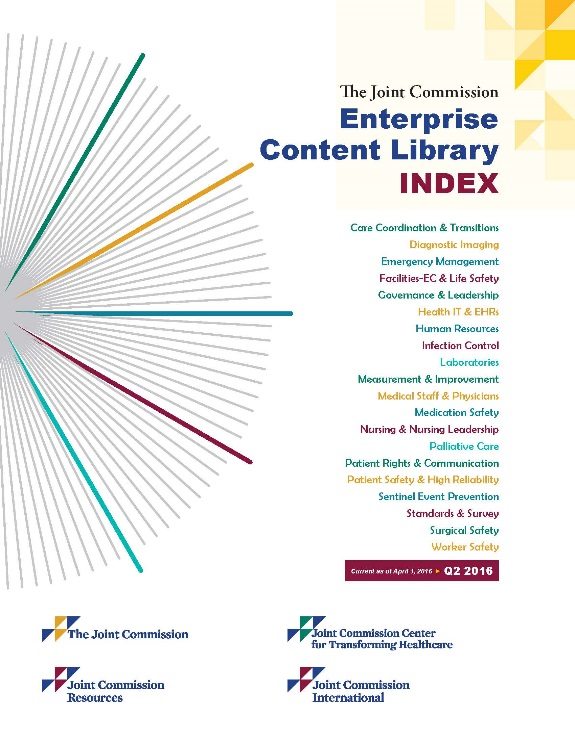 The Joint Commission
Enterprise
Content Library
INDEX
Care Coordination & Transitions
Diagnostic Imaging
Emergency Management
Facilities-EC & Life Safety
Governance & Leadership
Health IT & EHRs
Human Resources
Infection Control
Laboratories
Measurement & Improvement
Medical Staff & Physicians
Medication Safety
Nursing & Nursing Leadership
Palliative Care
Patient Rights & Communication
Patient Safety & High Reliability
Sentinel Event Prevention
Standards & Survey
Surgical Safety
Worker Safety
Current as of April 1, 2016 ▸ Q2 2016
The Joint Commission
Joint Commission Center
for Transforming Healthcare
Joint Commission
Resources
Joint Commission
International